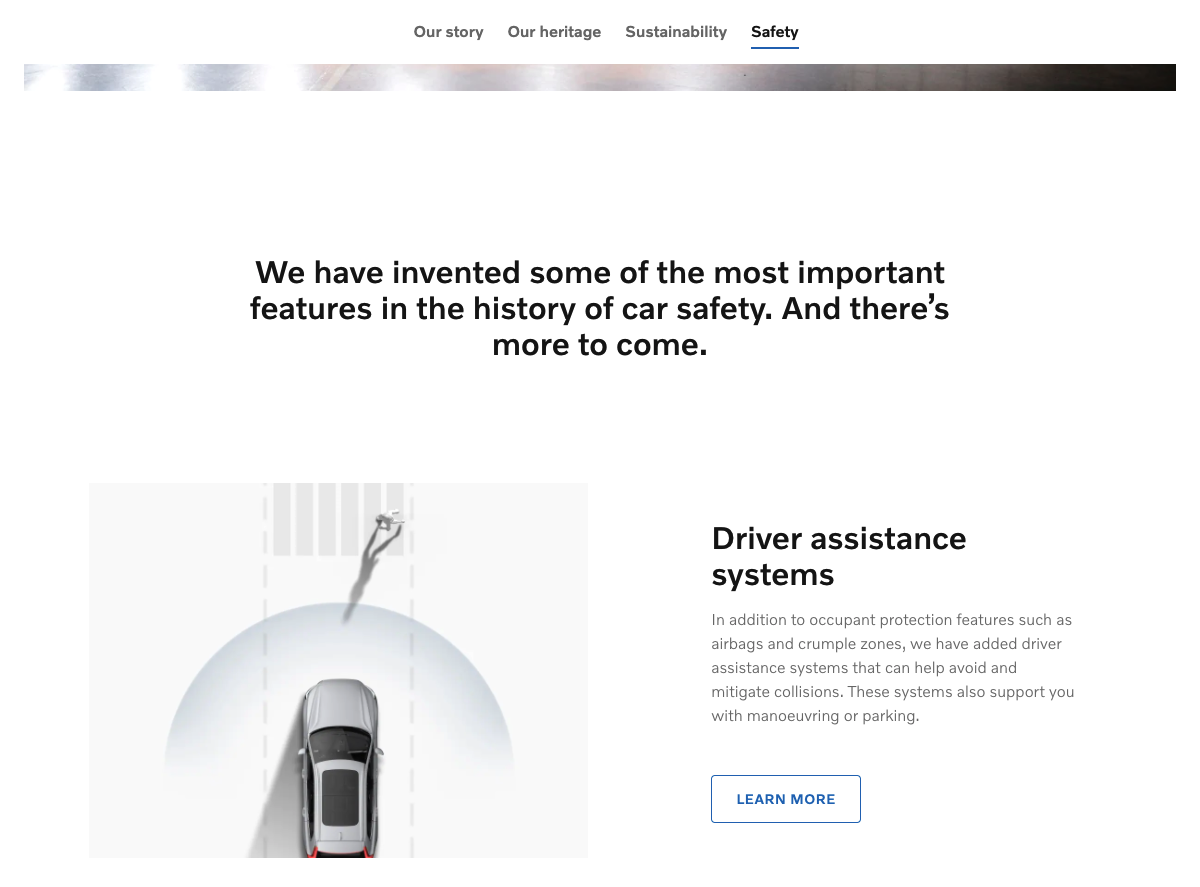 Our story Our heritage Sustainability Safety
We have invented some of the most important
features in the history of car safety. And there’s
more to come.
Driver assistance
systems
In addition to occupant protection features such as
airbags and crumple zones, we have added driver
assistance systems that can help avoid and
mitigate collisions. These systems also support you
with manoeuvring or parking.
LEARN MORE